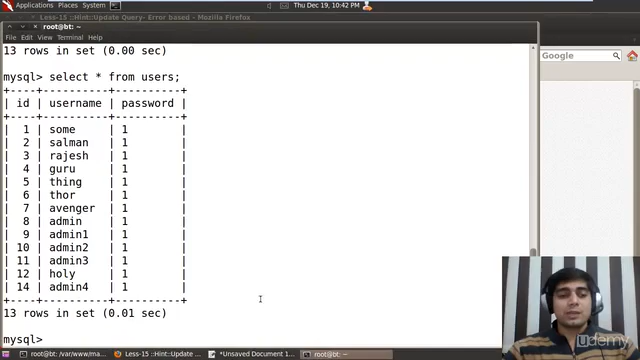 Applications Places System
Thu Dec 19, 10:42 PM
Less-15 ::Hint::Update Query- Error based - Mozilla Firefox
root@bt: ~
File Edit View Terminal Help
Google
13 rows in set (0.00 sec)
mysql> select * from users;
+----+----------+----------+
| id | username | password |
+----+----------+----------+
| 1 | some | 1 |
| 2 | salman | 1 |
| 3 | rajesh | 1 |
| 4 | guru | 1 |
| 5 | thing | 1 |
| 6 | thor | 1 |
| 7 | avenger | 1 |
| 8 | admin | 1 |
| 9 | admin1 | 1 |
| 10 | admin2 | 1 |
| 11 | admin3 | 1 |
| 12 | holy | 1 |
| 14 | admin4 | 1 |
+----+----------+----------+
13 rows in set (0.01 sec)
mysql>
udemy
root@bt: /var/www/ma...
Less-15 ::Hint::Update ...
*Unsaved Document 1...
root@bt: ~